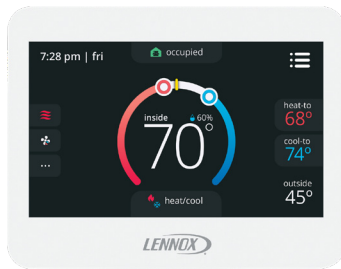 7:28 pm | fri
occupied
inside
60%
70°
heat-to
68°
cool-to
74°
outside
45°
heat/cool
LENNOX